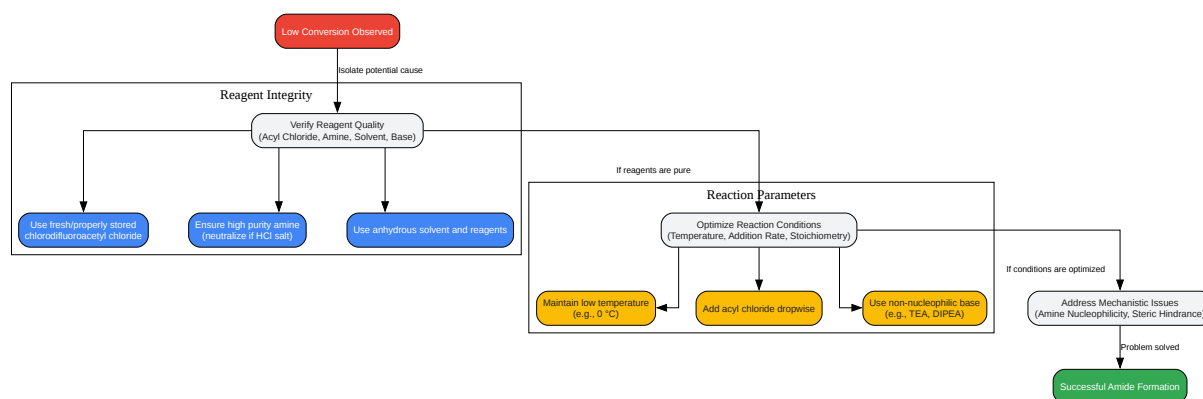 Low Conversion Observed
Isolate potential cause
Reagent Integrity
Verify Reagent Quality
(Acyl Chloride, Amine, Solvent, Base)
If reagents are pure
Use fresh/properly stored
chlorodifluoroacetyl chloride
Ensure high purity amine
(neutralize if HCl salt)
Use anhydrous solvent and reagents
Reaction Parameters
Optimize Reaction Conditions
(Temperature, Addition Rate, Stoichiometry)
If conditions are optimized
Maintain low temperature
(e.g., 0 °C)
Add acyl chloride dropwise
Use non-nucleophilic base
(e.g., TEA, DIPEA)
Address Mechanistic Issues
(Amine Nucleophilicity, Steric Hindrance)
Problem solved
Successful Amide Formation